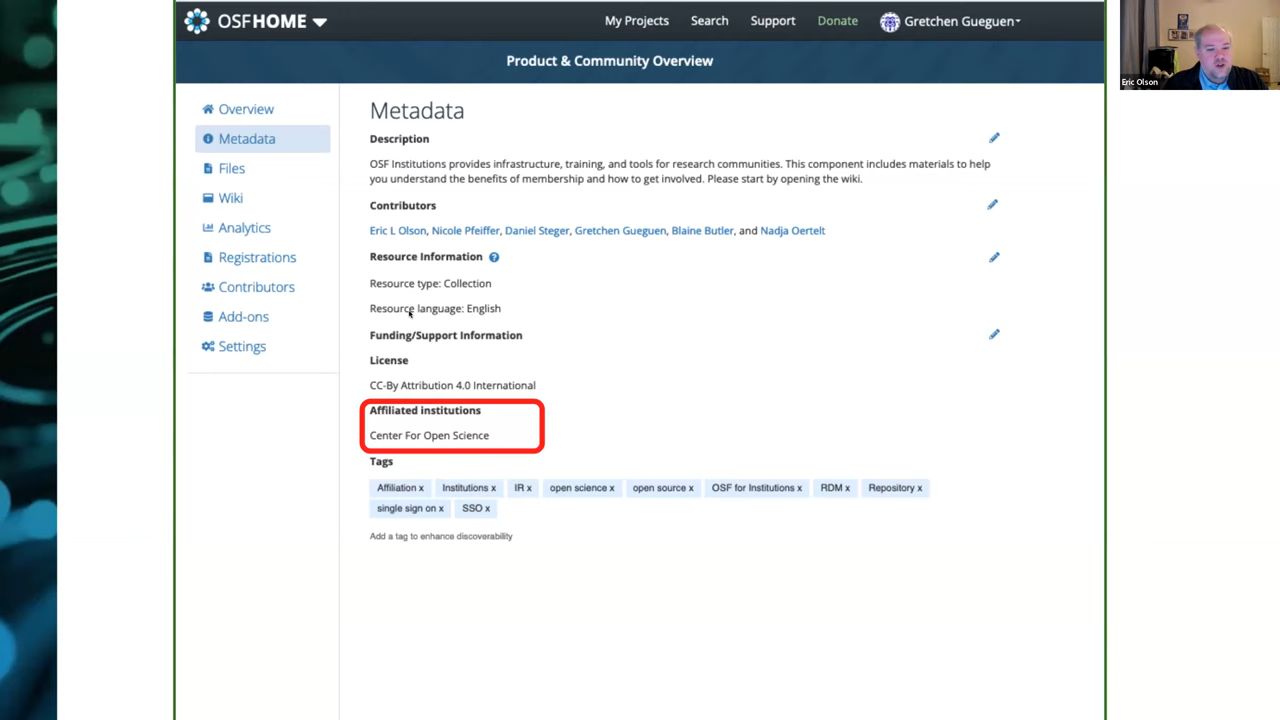 OSFHOME My Projects Search Support Donate Gretchen Gueguen
Eric Olson
Product & Community Overview
Overview
Metadata
Files
Wiki
Analytics
Registrations
Contributors
Add-ons
Settings
Metadata
Description
OSF Institutions provides infrastructure, training, and tools for research communities. This component includes materials to help
you understand the benefits of membership and how to get involved. Please start by opening the wiki.
Contributors
Eric L Olson, Nicole Pfeiffer, Daniel Steger, Gretchen Gueguen, Blaine Butler, and Nadja Oertelt
Resource Information ?
Resource type: Collection
Resource language: English
Funding/Support Information
License
CC-By Attribution 4.0 International
Affiliated institutions
Center For Open Science
Tags
Affiliation x Institutions x IR x open science x open source x OSF for Institutions x RDM x Repository x
single sign on x SSO x
Add a tag to enhance discoverability